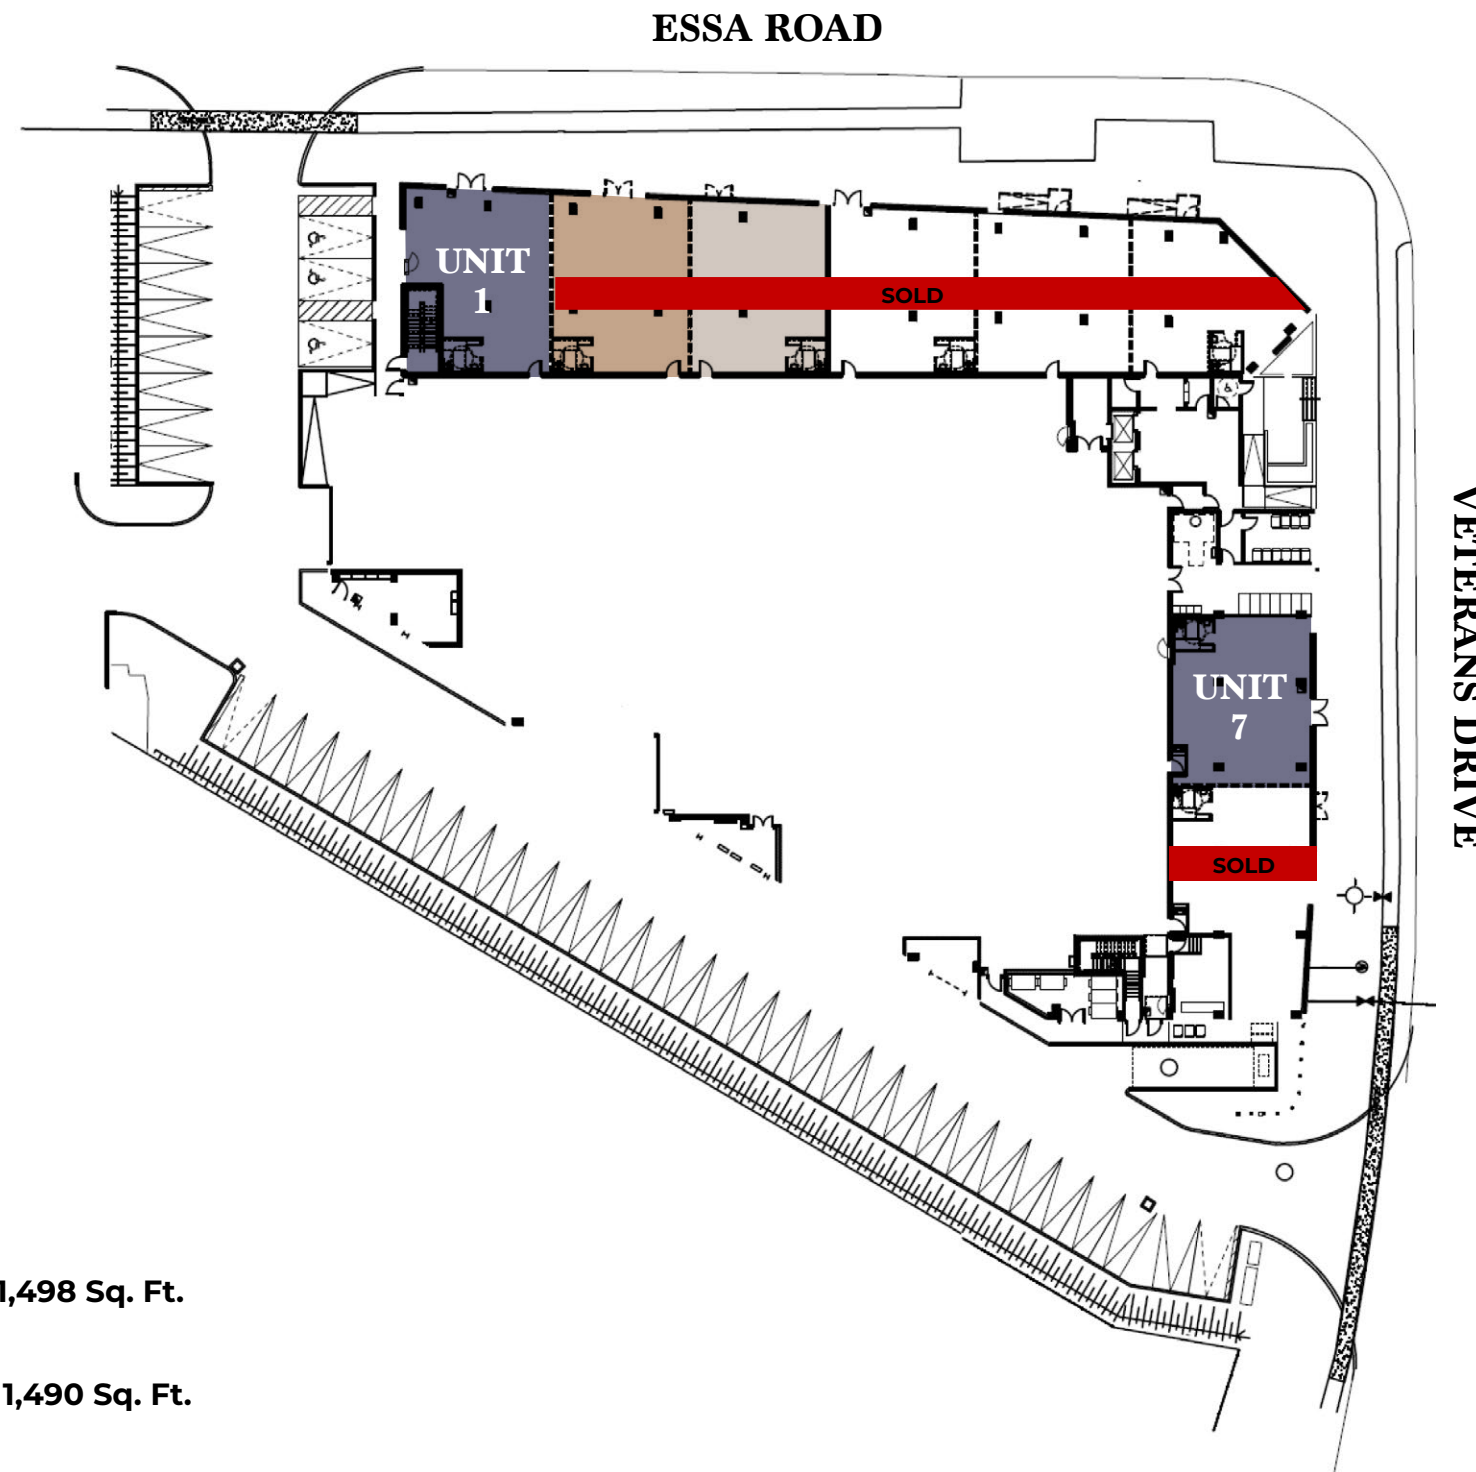 ESSA ROAD
UNIT
1
SOLD
VETERANS DRIVE
UNIT
7
SOLD
1,498 Sq. Ft.
1,490 Sq. Ft.